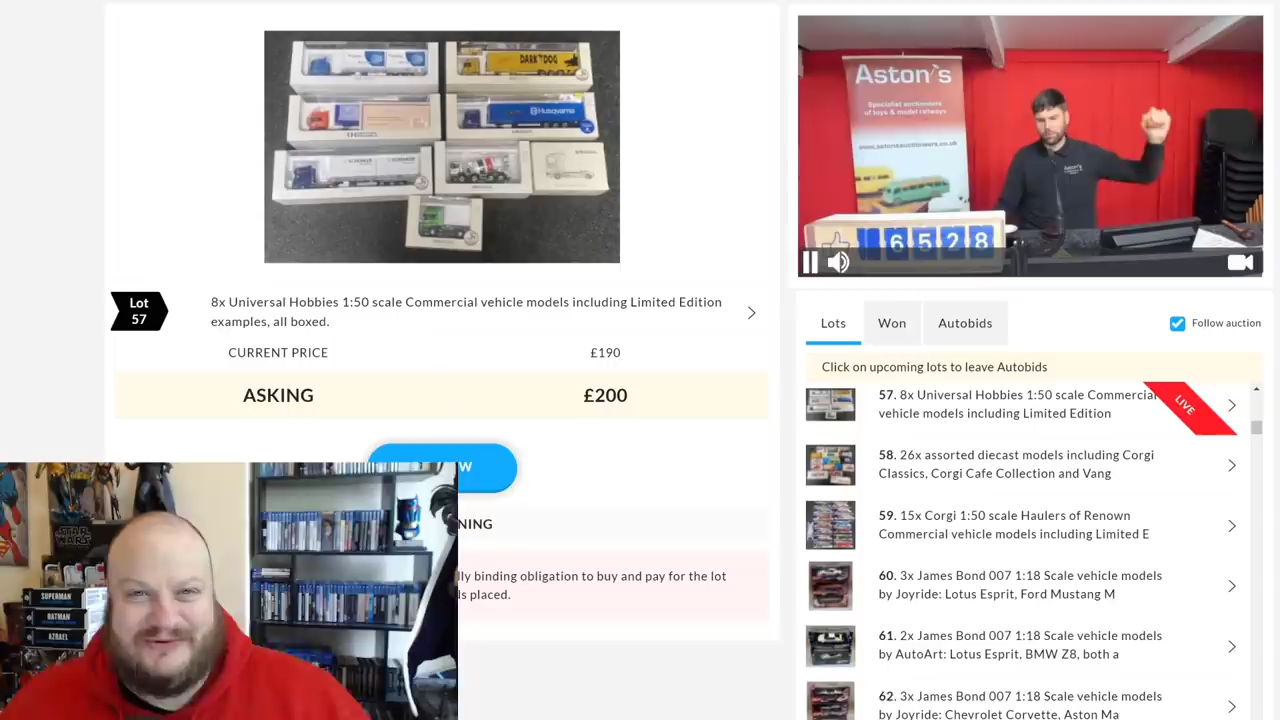 DARK DOG
Husqvarna
Lot
57
8x Universal Hobbies 1:50 scale Commercial vehicle models including Limited Edition
examples, all boxed.
CURRENT PRICE
£190
ASKING
£200
W
NING
lly binding obligation to buy and pay for the lot
ls placed.
STAR
WARS
SUPERMAN
BATMAN
AZRAEL
Aston's
Specialist auctioneers
of toys & model railways
www.astonsauctioneers.co.uk
Aston's
6528
Lots
Won
Autobids
Follow auction
Click on upcoming lots to leave Autobids
57. 8x Universal Hobbies 1:50 scale Commercial
vehicle models including Limited Edition
LIVE
58. 26x assorted diecast models including Corgi
Classics, Corgi Cafe Collection and Vang
59. 15x Corgi 1:50 scale Haulers of Renown
Commercial vehicle models including Limited E
60. 3x James Bond 007 1:18 Scale vehicle models
by Joyride: Lotus Esprit, Ford Mustang M
61. 2x James Bond 007 1:18 Scale vehicle models
by AutoArt: Lotus Esprit, BMW Z8, both a
62. 3x James Bond 007 1:18 Scale vehicle models
by Joyride: Chevrolet Corvette, Aston Ma